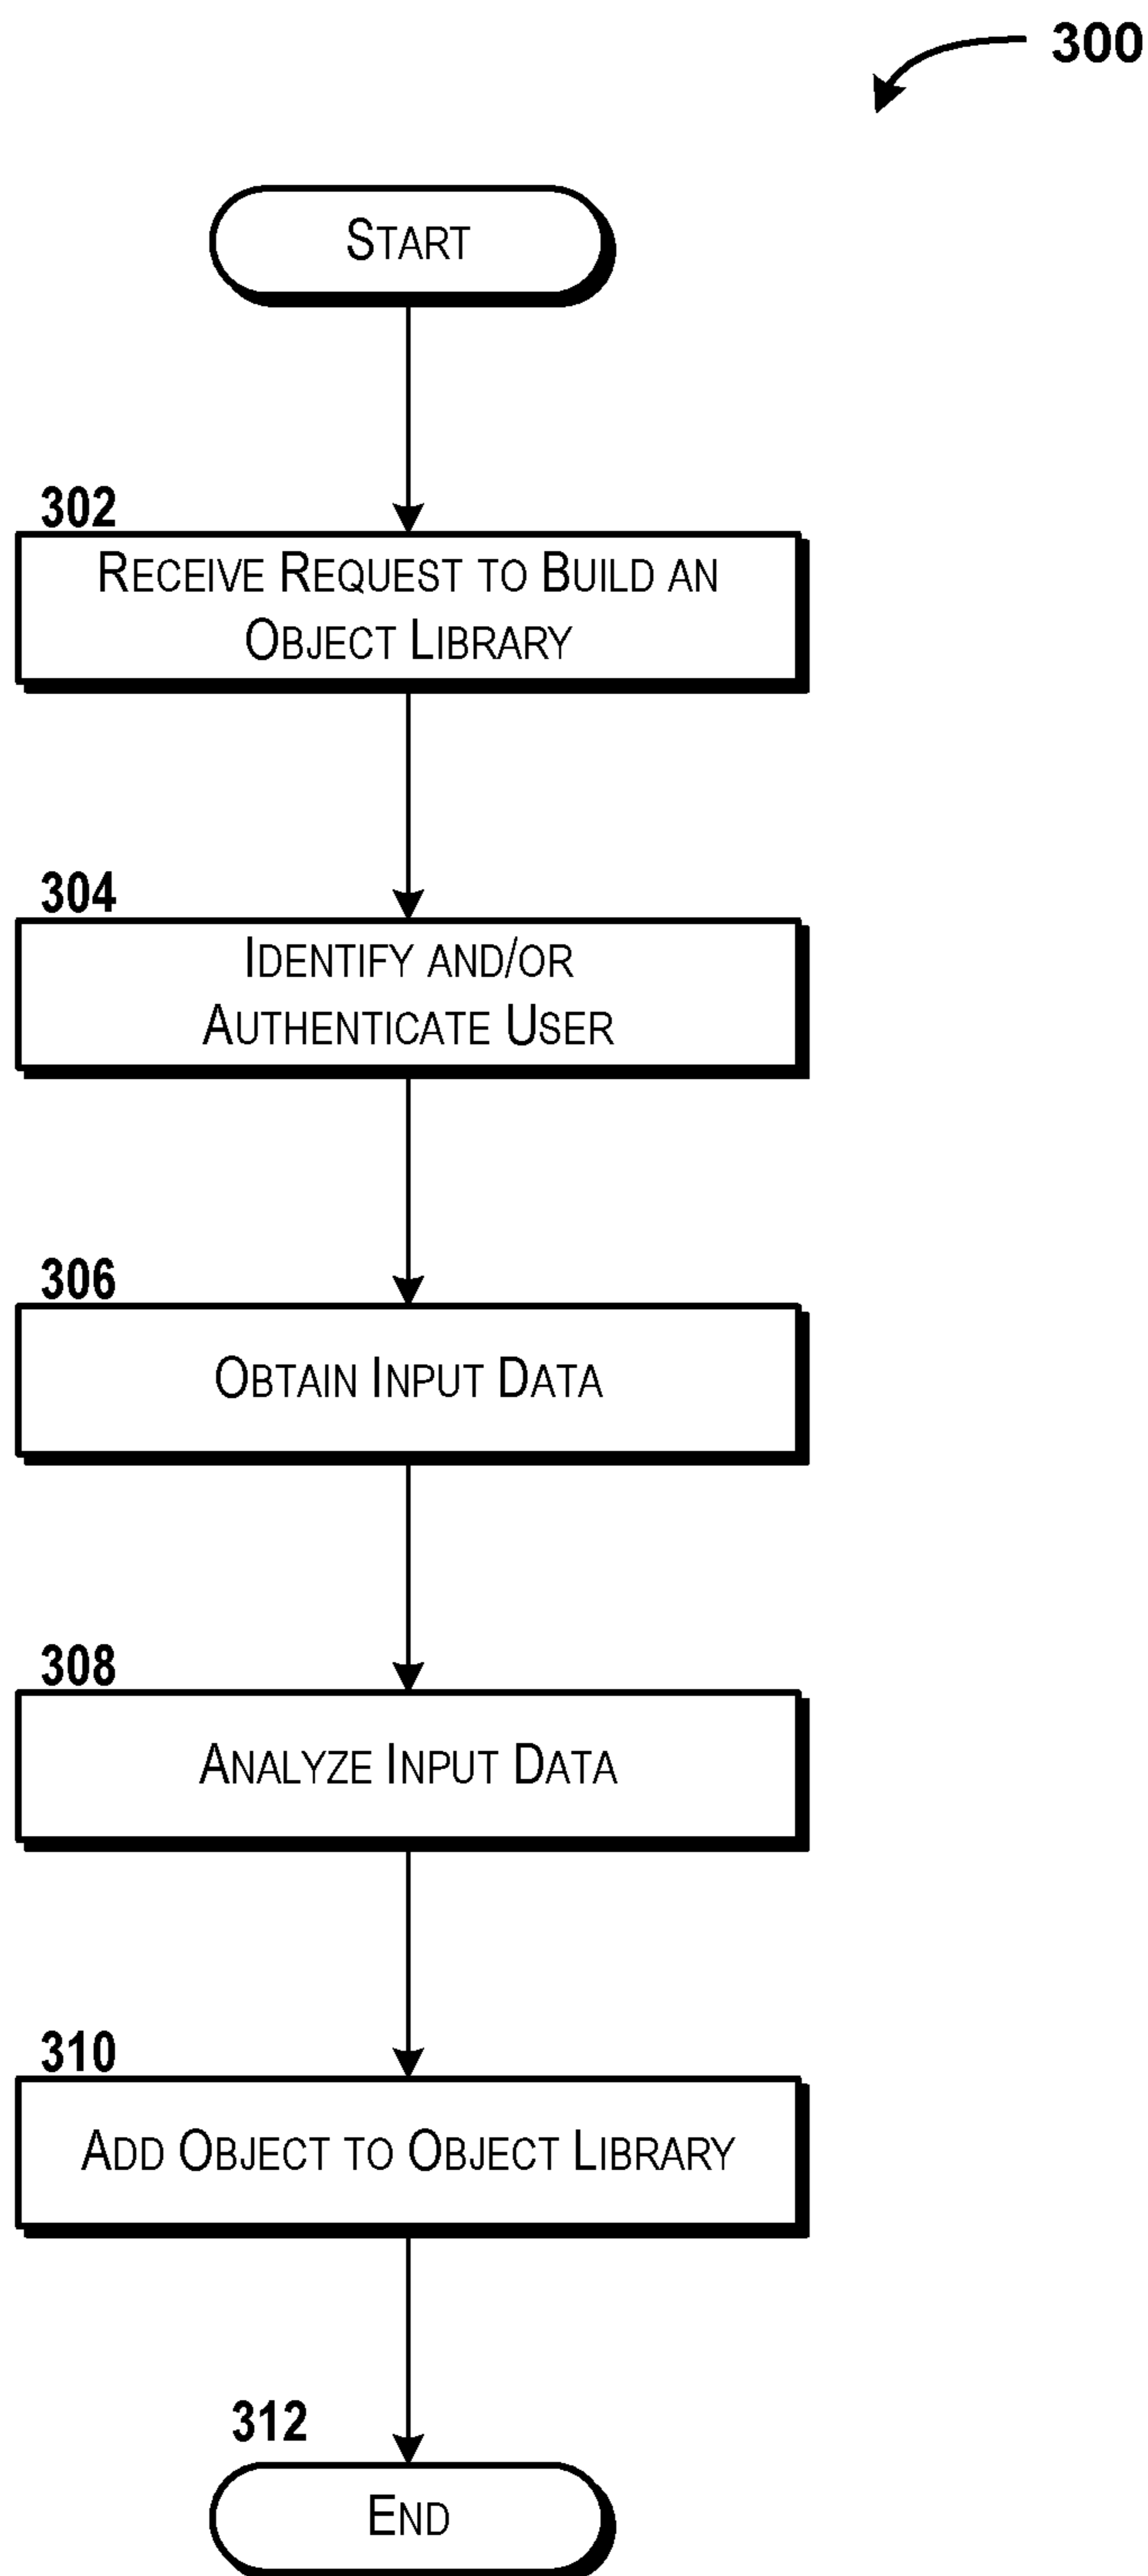 300
START
302
RECEIVE REQUEST TO BUILD AN
OBJECT LIBRARY
304
IDENTIFY AND/OR
AUTHENTICATE USER
306
OBTAIN INPUT DATA
308
ANALYZE INPUT DATA
310
ADD OBJECT TO OBJECT LIBRARY
312
END